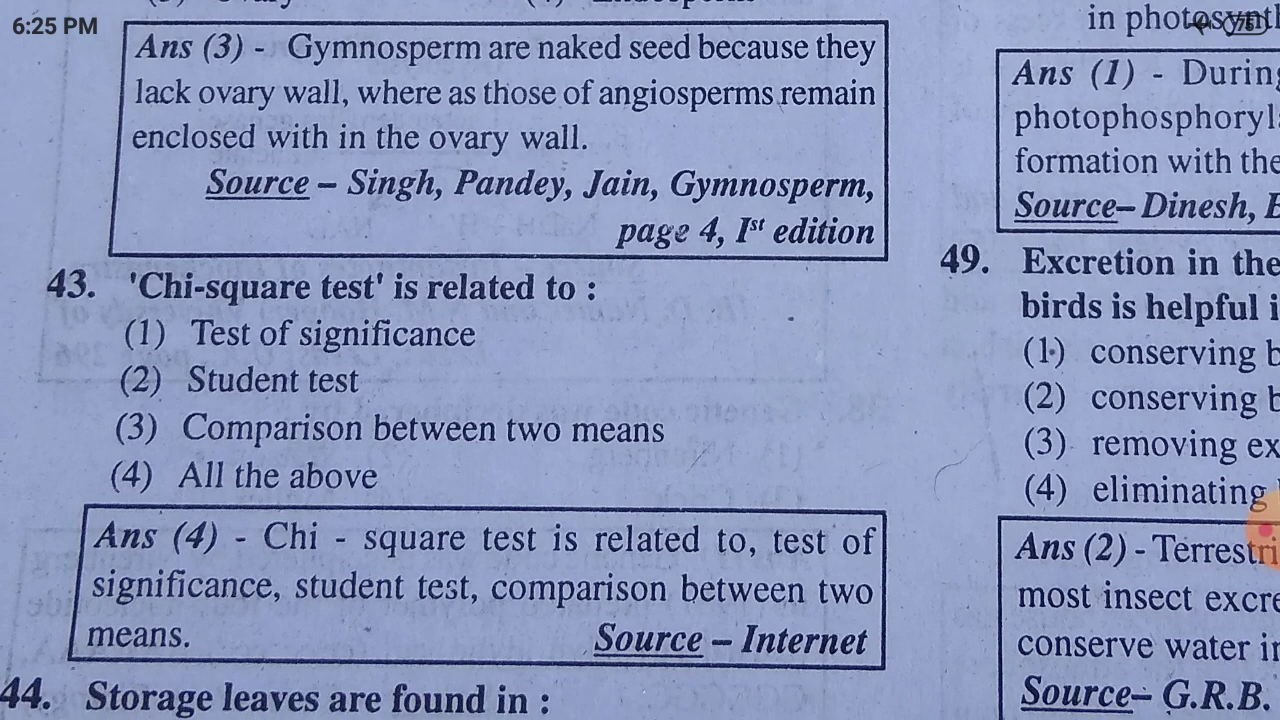 6:25 PM
Ans (3) - Gymnosperm are naked seed because they
lack ovary wall, where as those of angiosperms remain
enclosed with in the ovary wall.
Source – Singh, Pandey, Jain, Gymnosperm,
page 4, Ist edition
43. 'Chi-square test' is related to :
(1) Test of significance
(2) Student test
(3) Comparison between two means
(4) All the above
Ans (4) - Chi - square test is related to, test of
significance, student test, comparison between two
means. Source – Internet
44. Storage leaves are found in :
in
Ans (1) - During
photophosphoryl
formation with the
Source– Dinesh,
49. Excretion in the
birds is helpful i
(1) conserving b
(2) conserving b
(3) removing ex
(4) eliminating
Ans (2) - Terrestri
most insect excre
conserve water in
Source– G.R.B.